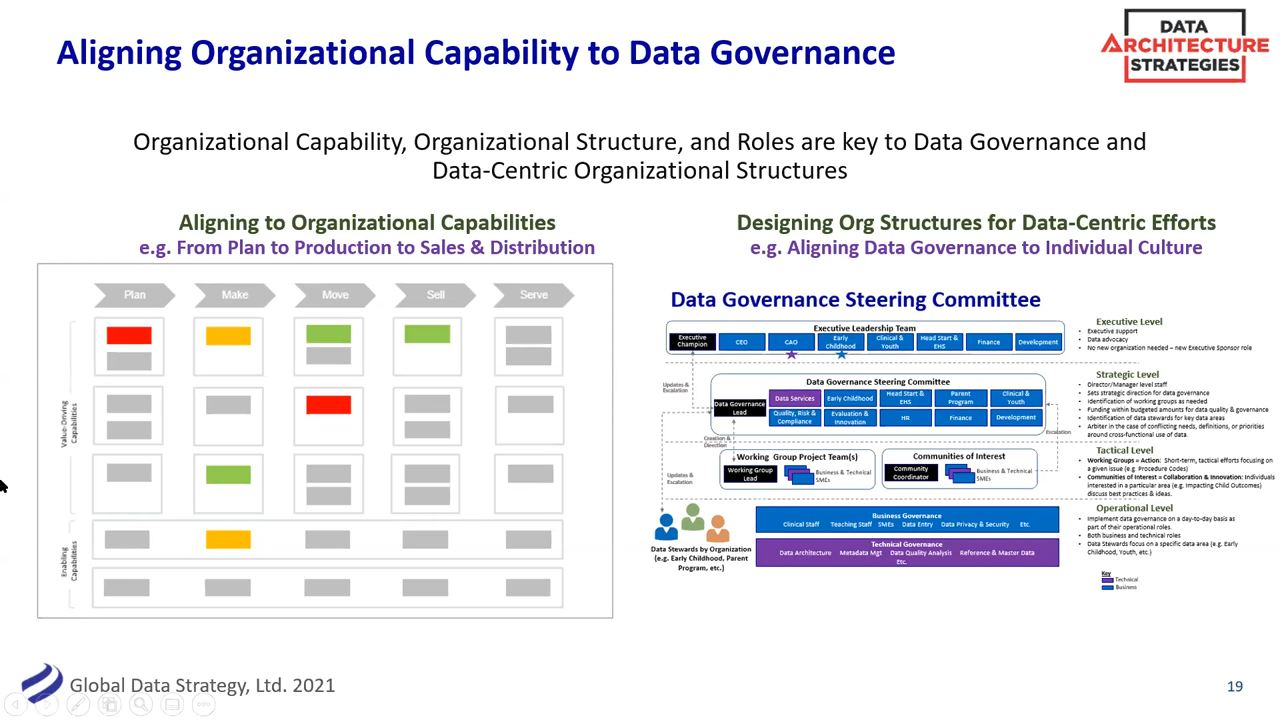 Aligning Organizational Capability to Data Governance
DATA
ARCHITECTURE
STRATEGIES
Organizational Capability, Organizational Structure, and Roles are key to Data Governance and
Data-Centric Organizational Structures
Aligning to Organizational Capabilities
e.g. From Plan to Production to Sales & Distribution
Plan
Make
Move
Sell
Serve
Value-Driving
Capabilities
Enabling
Capabilities
Designing Org Structures for Data-Centric Efforts
e.g. Aligning Data Governance to Individual Culture
Data Governance Steering Committee
Executive Leadership Team
Executive
Champion
CEO
CAO
Early
Childhood
Clinical &
Youth
Head Start &
EHS
Finance
Development
Executive Level
• Executive support
• Data advocacy
• No new organization needed – new Executive Sponsor role
Updates &
Escalation
Data Governance Steering Committee
Data Governance
Lead
Data Services
Early Childhood
Head Start &
EHS
Parent
Program
Clinical &
Youth
Quality, Risk &
Compliance
Evaluation &
Innovation
HR
Finance
Development
Strategic Level
• Director/Manager level staff
• Sets strategic direction for data governance
• Identification of working groups as needed
• Funding within budgeted amounts for data quality & governance
• Identification of data stewards for key data areas
• Arbiter in the case of conflicting needs, definitions, or priorities
around cross-functional use of data.
Creation &
Direction
Escalation
Working Group Project Team(s)
Working Group
Lead
Business & Technical
SMEs
Communities of Interest
Community
Coordinator
Business & Technical
SMEs
Tactical Level
• Working Groups = Action: Short-term, tactical efforts focusing on
a given issue (e.g. Procedure Codes)
• Communities of Interest = Collaboration & Innovation: Individuals
interested in a particular area (e.g. Impacting Child Outcomes)
discuss best practices & ideas.
Updates &
Escalation
Data Stewards by Organization
(e.g. Early Childhood, Parent
Program, etc.)
Business Governance
Clinical Staff Teaching Staff SMEs Data Entry Data Privacy & Security Etc.
Technical Governance
Data Architecture Metadata Mgt Data Quality Analysis Reference & Master Data
Etc.
Operational Level
• Implement data governance on a day-to-day basis as
part of their operational roles.
• Both business and technical roles
• Data Stewards focus on a specific data area (e.g. Early
Childhood, Youth, etc.)
Key
Technical
Business
Global Data Strategy, Ltd. 2021
19